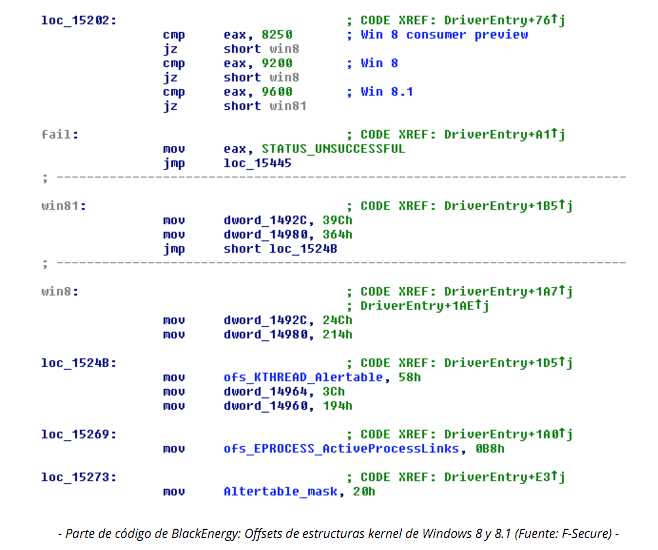 loc_15202: ; CODE XREF: DriverEntry+76↑j
cmp eax, 8250 ; Win 8 consumer preview
jz short win8
cmp eax, 9200 ; Win 8
jz short win8
cmp eax, 9600 ; Win 8.1
jz short win81
fail: ; CODE XREF: DriverEntry+A1↑j
mov eax, STATUS_UNSUCCESSFUL
jmp loc_15445
; ---------------------------------------------------------------------------
win81: ; CODE XREF: DriverEntry+1B5↑j
mov dword_1492C, 39Ch
mov dword_14980, 364h
jmp short loc_1524B
; ---------------------------------------------------------------------------
win8: ; CODE XREF: DriverEntry+1A7↑j
; DriverEntry+1AE↑j
mov dword_1492C, 24Ch
mov dword_14980, 214h
loc_1524B: ; CODE XREF: DriverEntry+1D5↑j
mov ofs_KTHREAD_Alertable, 58h
mov dword_14964, 3Ch
mov dword_14960, 194h
loc_15269: ; CODE XREF: DriverEntry+1A0↑j
mov ofs_EPROCESS_ActiveProcessLinks, 0B8h
loc_15273: ; CODE XREF: DriverEntry+E3↑j
mov Altertable_mask, 20h
- Parte de código de BlackEnergy: Offsets de estructuras kernel de Windows 8 y 8.1 (Fuente: F-Secure) -